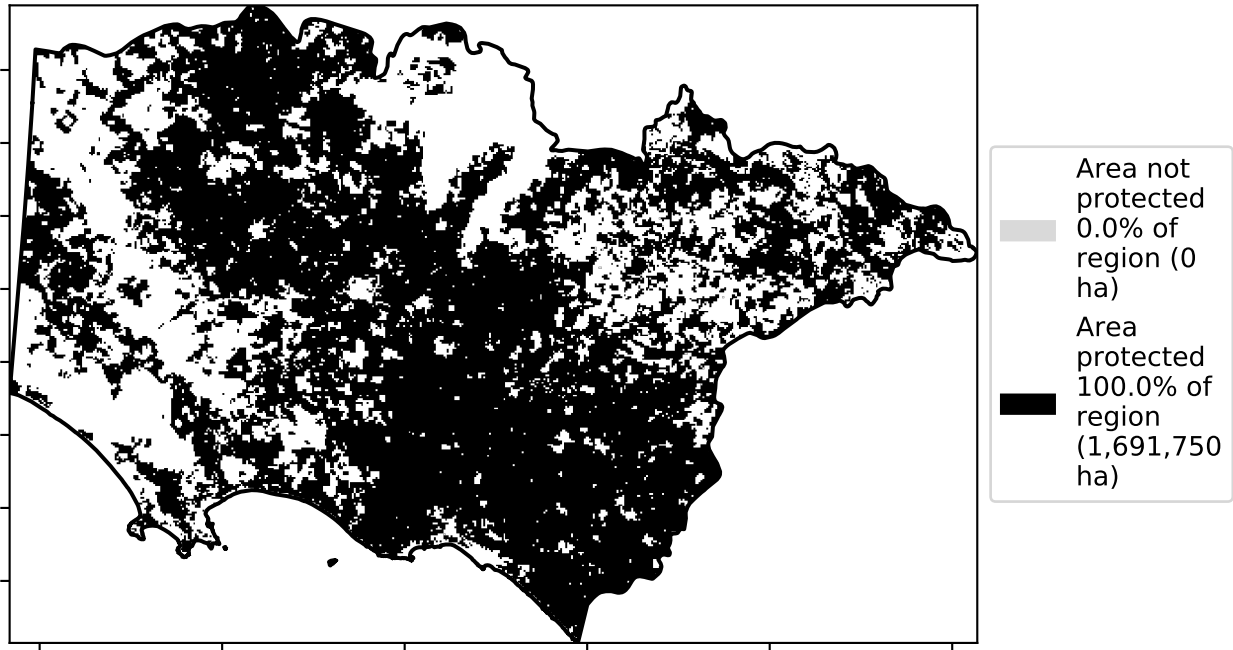 Area not
protected
0.0% of
region (0
ha)
Area
protected
100.0% of
region
(1,691,750
ha)